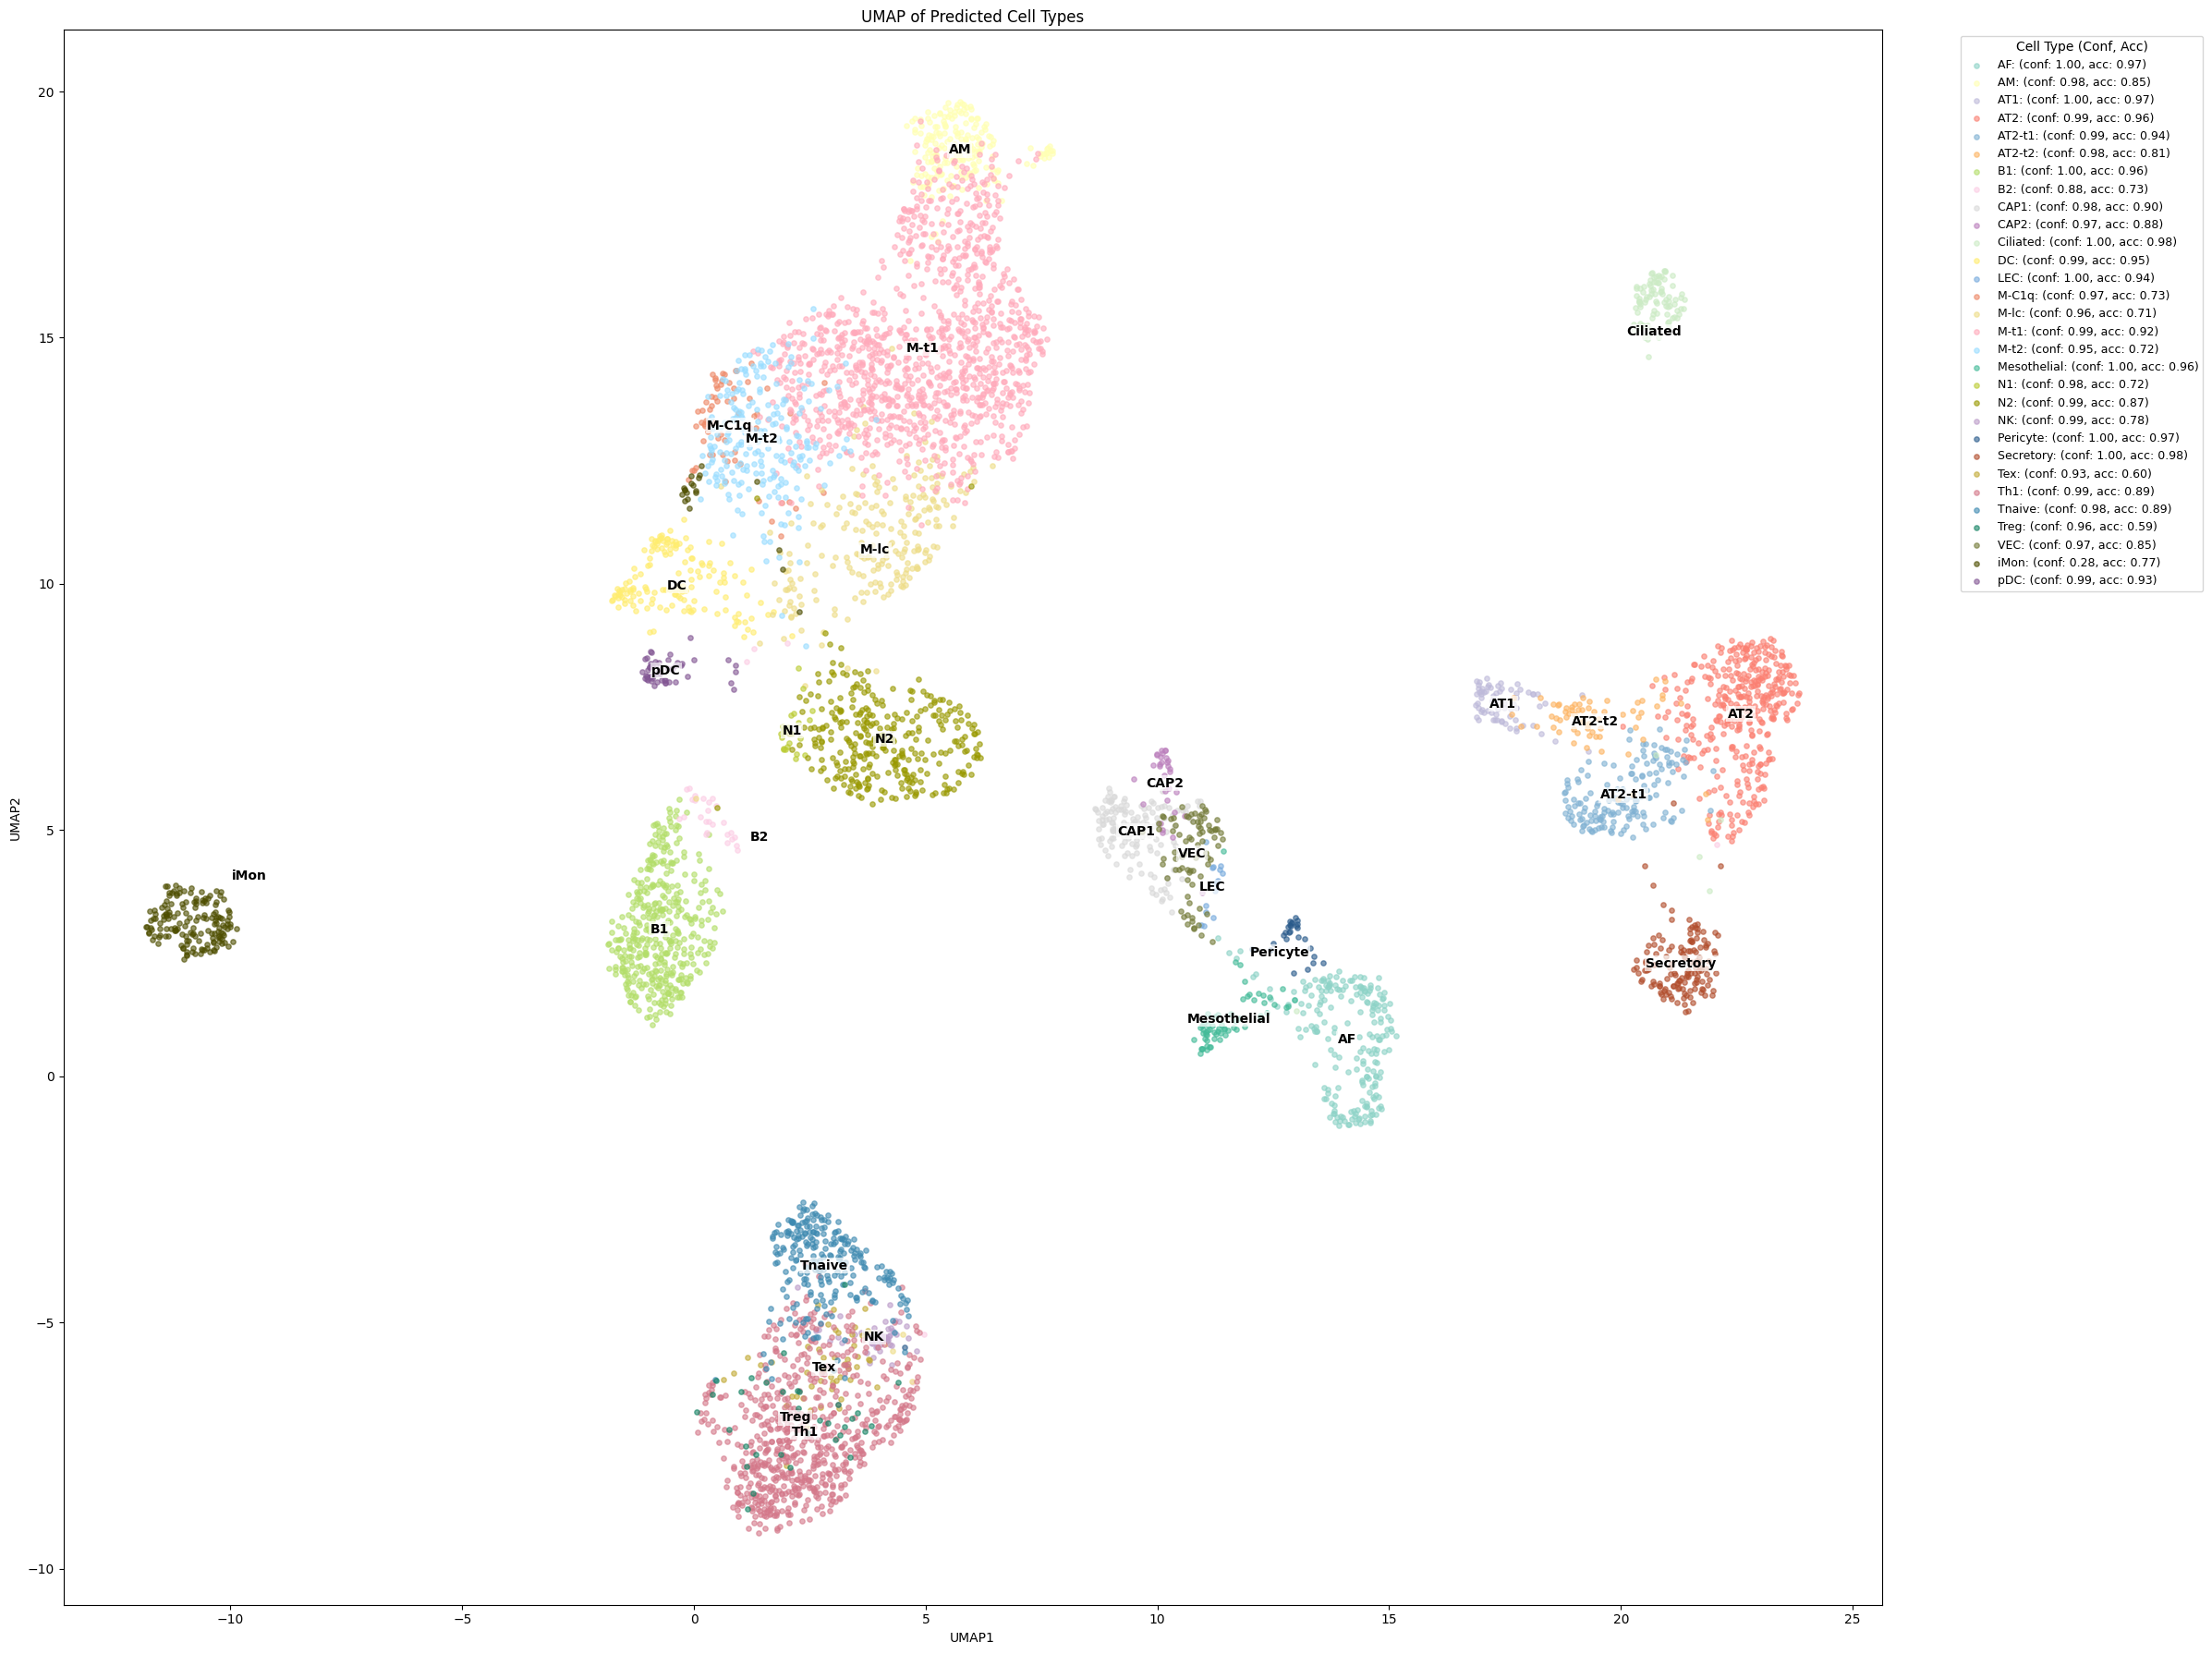 UMAP of Predicted Cell Types
Cell Type (Conf, Acc)
AF: (conf: 1.00, acc: 0.97)
AM: (conf: 0.98, acc: 0.85)
AT1: (conf: 1.00, acc: 0.97)
AT2: (conf: 0.99, acc: 0.96)
AT2-t1: (conf: 0.99, acc: 0.94)
AT2-t2: (conf: 0.98, acc: 0.81)
B1: (conf: 1.00, acc: 0.96)
B2: (conf: 0.88, acc: 0.73)
CAP1: (conf: 0.98, acc: 0.90)
CAP2: (conf: 0.97, acc: 0.88)
Ciliated: (conf: 1.00, acc: 0.98)
DC: (conf: 0.99, acc: 0.95)
LEC: (conf: 1.00, acc: 0.94)
M-C1q: (conf: 0.97, acc: 0.73)
M-lc: (conf: 0.96, acc: 0.71)
M-t1: (conf: 0.99, acc: 0.92)
M-t2: (conf: 0.95, acc: 0.72)
Mesothelial: (conf: 1.00, acc: 0.96)
N1: (conf: 0.98, acc: 0.72)
N2: (conf: 0.99, acc: 0.87)
NK: (conf: 0.99, acc: 0.78)
Pericyte: (conf: 1.00, acc: 0.97)
Secretory: (conf: 1.00, acc: 0.98)
Tex: (conf: 0.93, acc: 0.60)
Th1: (conf: 0.99, acc: 0.89)
Tnaive: (conf: 0.98, acc: 0.89)
Treg: (conf: 0.96, acc: 0.59)
VEC: (conf: 0.97, acc: 0.85)
iMon: (conf: 0.28, acc: 0.77)
pDC: (conf: 0.99, acc: 0.93)
20
15
10
5
0
−5
−10
UMAP2
AM
Ciliated
M-t1
M-C1q
M-t2
M-lc
DC
pDC
AT1
AT2
AT2-t2
N1
N2
CAP2
AT2-t1
CAP1
B2
VEC
iMon
LEC
B1
Pericyte
Secretory
Mesothelial
AF
Tnaive
NK
Tex
Treg
Th1
−10
−5
0
5
10
15
20
25
UMAP1